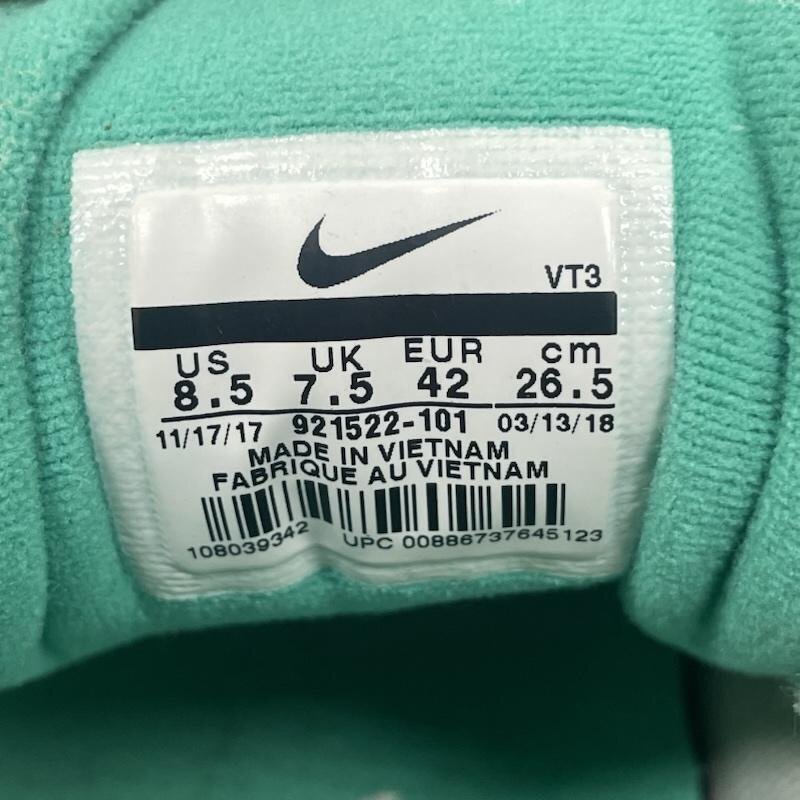 VT3
US UK EUR cm
8.5 7.5 42 26.5
11/17/17 921522-101 03/13/18
MADE IN VIETNAM
FABRIQUE AU VIETNAM
108039342 UPC 00886737645123